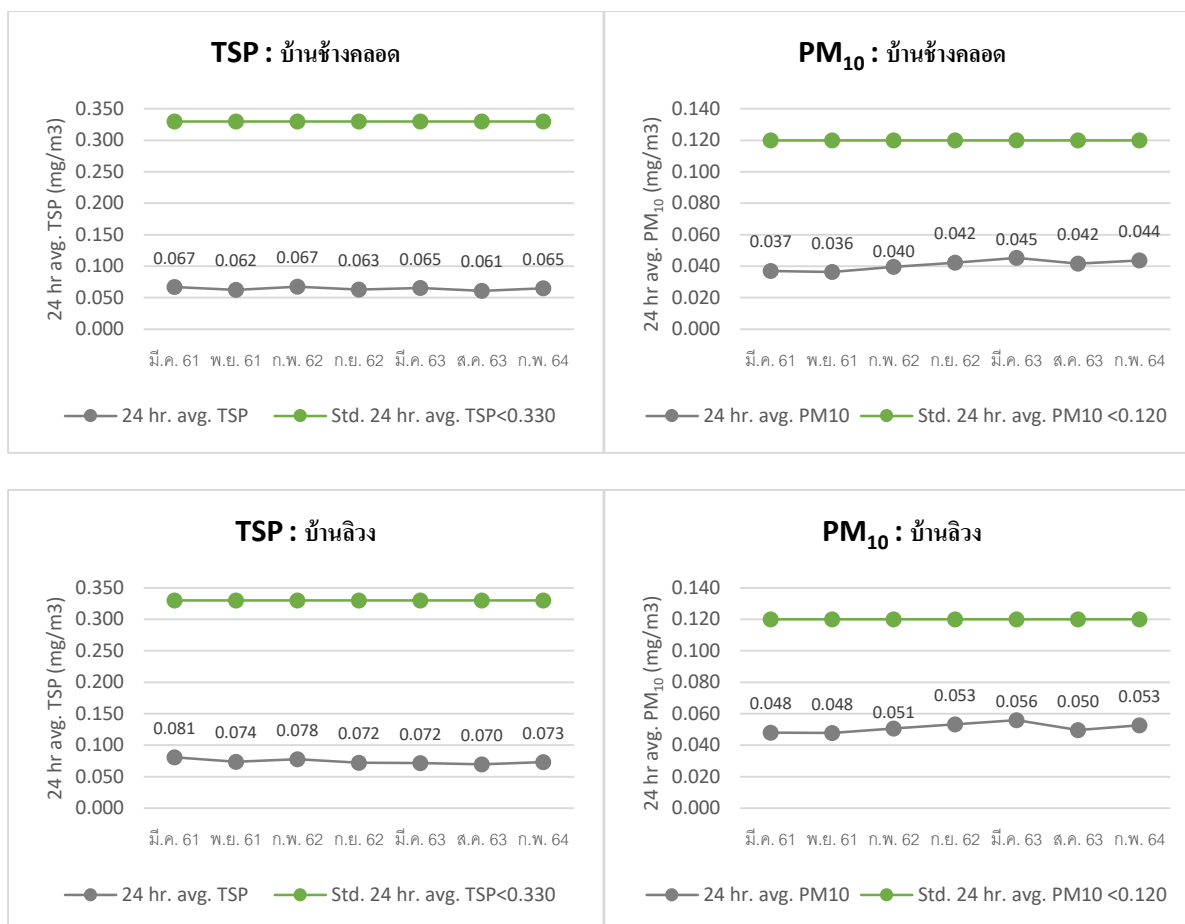 TSP : บ้านช้างคลอด
24 hr avg. TSP (mg/m3)
0.350
0.300
0.250
0.200
0.150
0.100
0.050
0.000
0.067 0.062 0.067 0.063 0.065 0.061 0.065
มี.ค. 61 พ.ย. 61 ก.พ. 62 ก.ย. 62 มี.ค. 63 ส.ค. 63 ก.พ. 64
24 hr. avg. TSP Std. 24 hr. avg. TSP<0.330
PM10 : บ้านช้างคลอด
24 hr avg. PM10 (mg/m3)
0.140
0.120
0.100
0.080
0.060
0.040
0.020
0.000
0.037 0.036 0.040 0.042 0.045 0.042 0.044
มี.ค. 61 พ.ย. 61 ก.พ. 62 ก.ย. 62 มี.ค. 63 ส.ค. 63 ก.พ. 64
24 hr. avg. PM10 Std. 24 hr. avg. PM10 <0.120
TSP : บ้านลิวง
24 hr avg. TSP (mg/m3)
0.350
0.300
0.250
0.200
0.150
0.100
0.050
0.000
0.081 0.074 0.078 0.072 0.072 0.070 0.073
มี.ค. 61 พ.ย. 61 ก.พ. 62 ก.ย. 62 มี.ค. 63 ส.ค. 63 ก.พ. 64
24 hr. avg. TSP Std. 24 hr. avg. TSP<0.330
PM10 : บ้านลิวง
24 hr avg. PM10 (mg/m3)
0.140
0.120
0.100
0.080
0.060
0.040
0.020
0.000
0.048 0.048 0.051 0.053 0.056 0.050 0.053
มี.ค. 61 พ.ย. 61 ก.พ. 62 ก.ย. 62 มี.ค. 63 ส.ค. 63 ก.พ. 64
24 hr. avg. PM10 Std. 24 hr. avg. PM10 <0.120